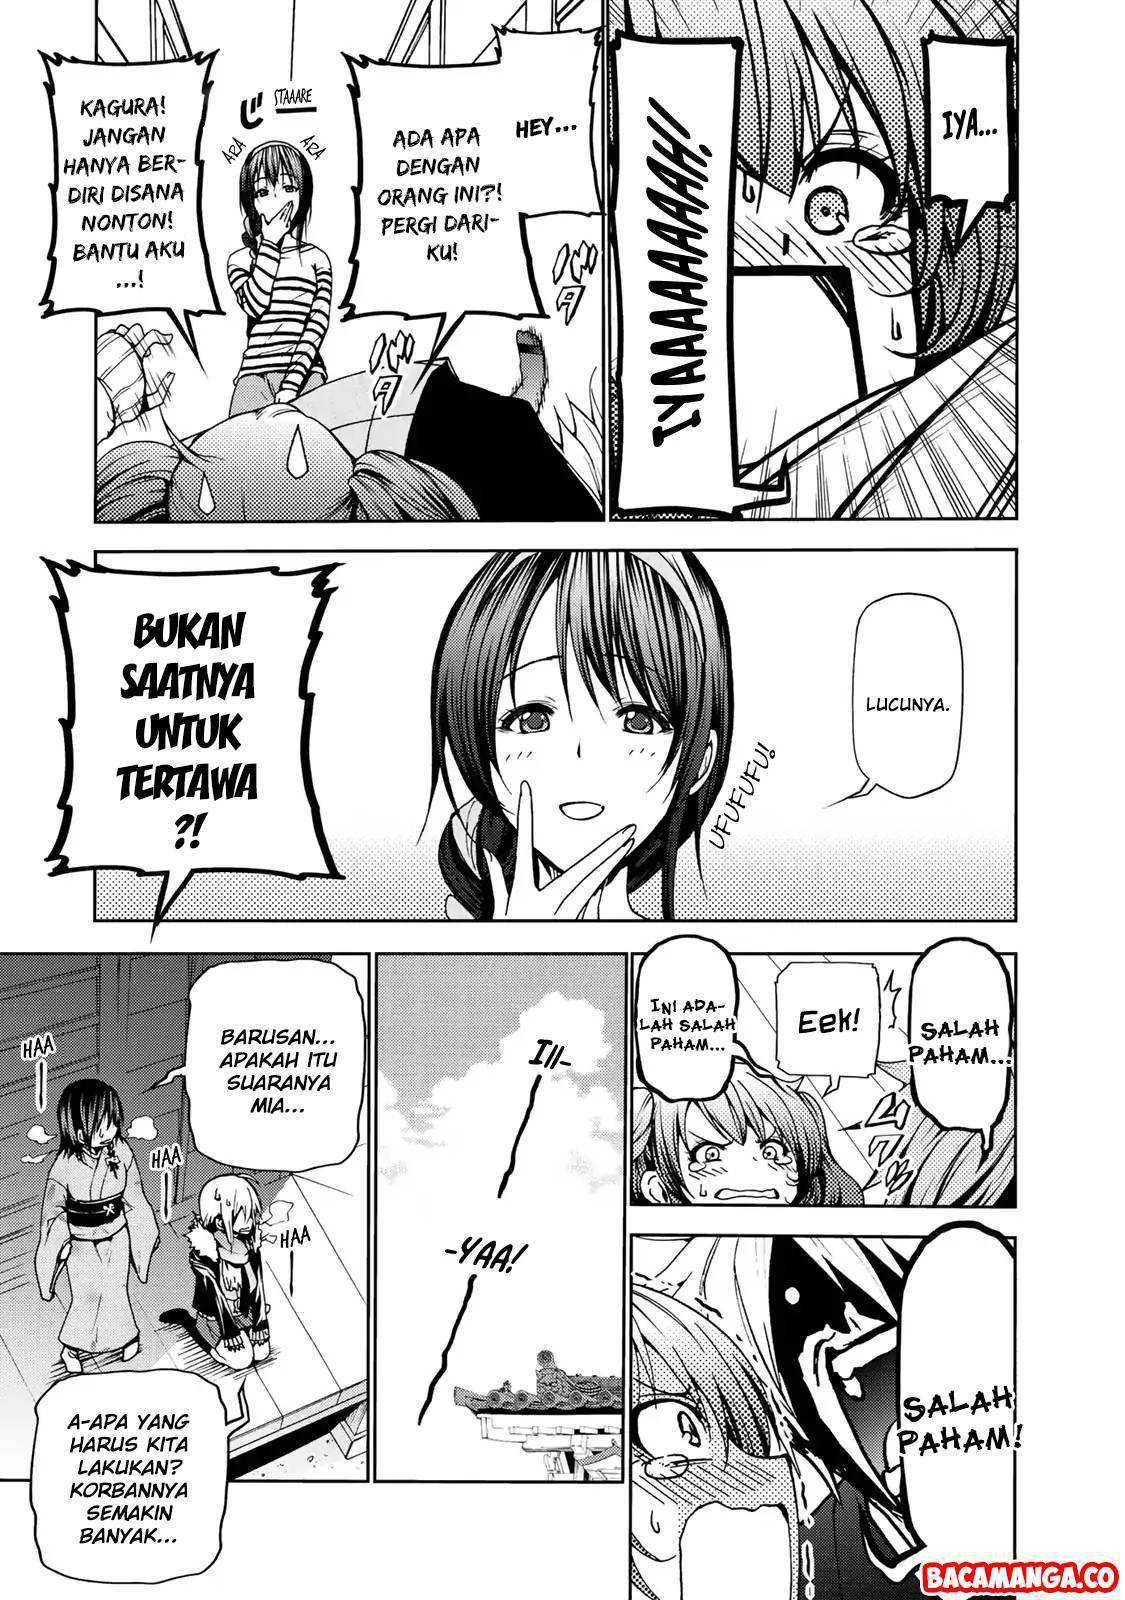 IYA...
IYAAAAAAAH!
HEY...
ADA APA
DENGAN
ORANG INI?!
PERGI DARI-
KU!
STAAARE
じ
ARA
ARA
KAGURA!
JANGAN
HANYA BER-
DIRI DISANA
NONTON!
BANTU AKU
...!
LUCUNYA.
UFUFUFU!
BUKAN
SAATNYA
UNTUK
TERTAWA
?!
SALAH
PAHAM...
Eek!
INI ADA-
LAH SALAH
PAHAM...
SALAH
PAHAM!
I//-
-YAA!
BARUSAN...
APAKAH ITU
SUARANYA
MIA...
HAA
HAA
HAA
A-APA YANG
HARUS KITA
LAKUKAN?
KORBANNYA
SEMAKIN
BANYAK...
BACAMANGA.CO